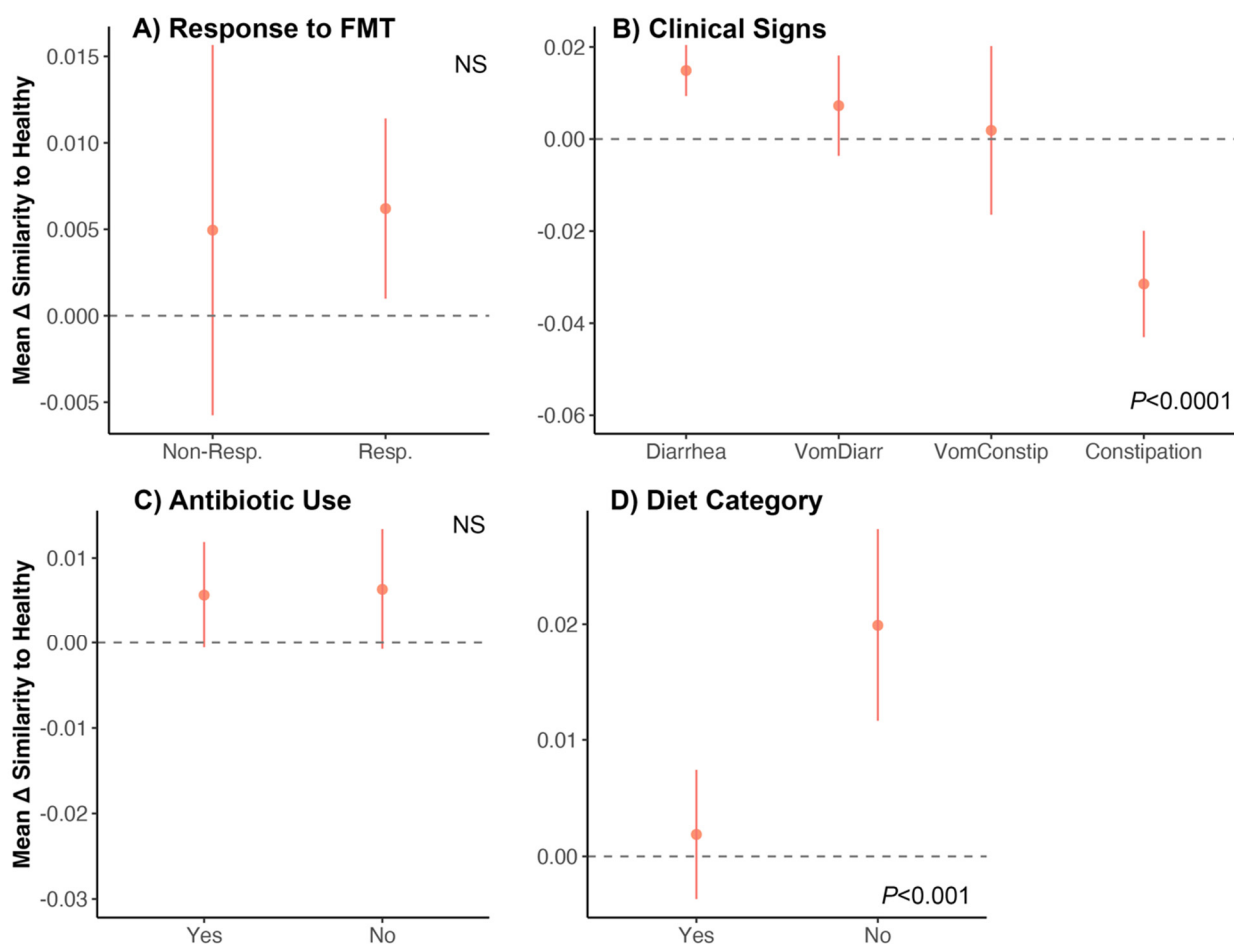 A) Response to FMT
NS
Mean Δ Similarity to Healthy
0.015
0.010
0.005
0.000
-0.005
Non-Resp. Resp.
B) Clinical Signs
0.02
0.00
-0.02
-0.04
-0.06
P<0.0001
Diarrhea VomDiarr VomConstip Constipation
C) Antibiotic Use
NS
Mean Δ Similarity to Healthy
0.01
0.00
-0.01
-0.02
-0.03
Yes No
D) Diet Category
0.02
0.01
0.00
P<0.001
Yes No